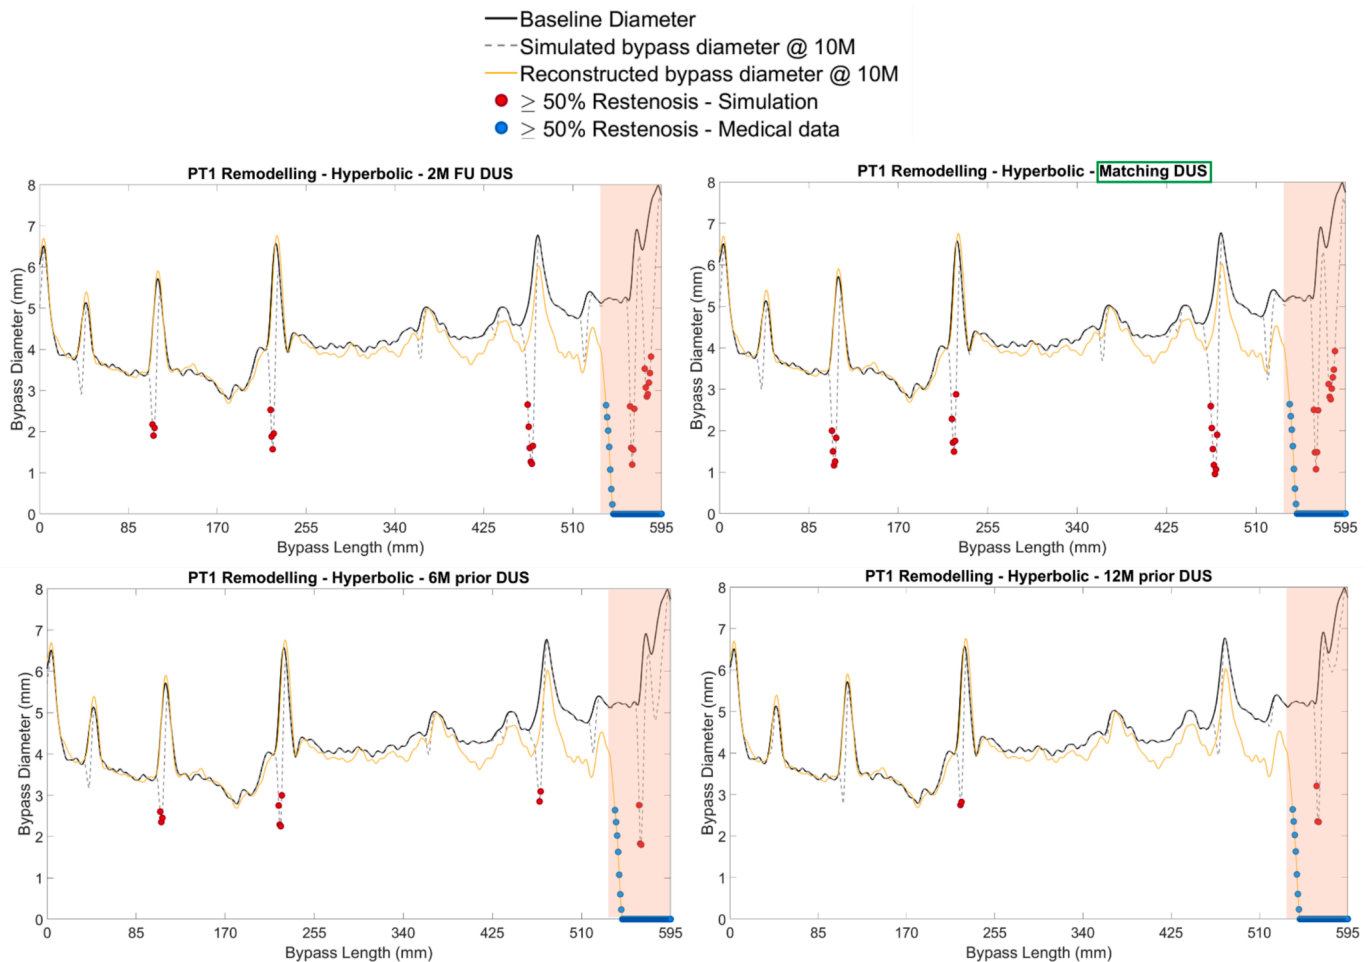 Baseline Diameter
Simulated bypass diameter @ 10M
Reconstructed bypass diameter @ 10M
≥ 50% Restenosis - Simulation
≥ 50% Restenosis - Medical data
PT1 Remodelling - Hyperbolic - 2M FU DUS
8
7
6
5
4
3
2
1
0
Bypass Diameter (mm)
0 85 170 255 340 425 510 595
Bypass Length (mm)
PT1 Remodelling - Hyperbolic - Matching DUS
8
7
6
5
4
3
2
1
0
Bypass Diameter (mm)
0 85 170 255 340 425 510 595
Bypass Length (mm)
PT1 Remodelling - Hyperbolic - 6M prior DUS
8
7
6
5
4
3
2
1
0
Bypass Diameter (mm)
0 85 170 255 340 425 510 595
Bypass Length (mm)
PT1 Remodelling - Hyperbolic - 12M prior DUS
8
7
6
5
4
3
2
1
0
Bypass Diameter (mm)
0 85 170 255 340 425 510 595
Bypass Length (mm)